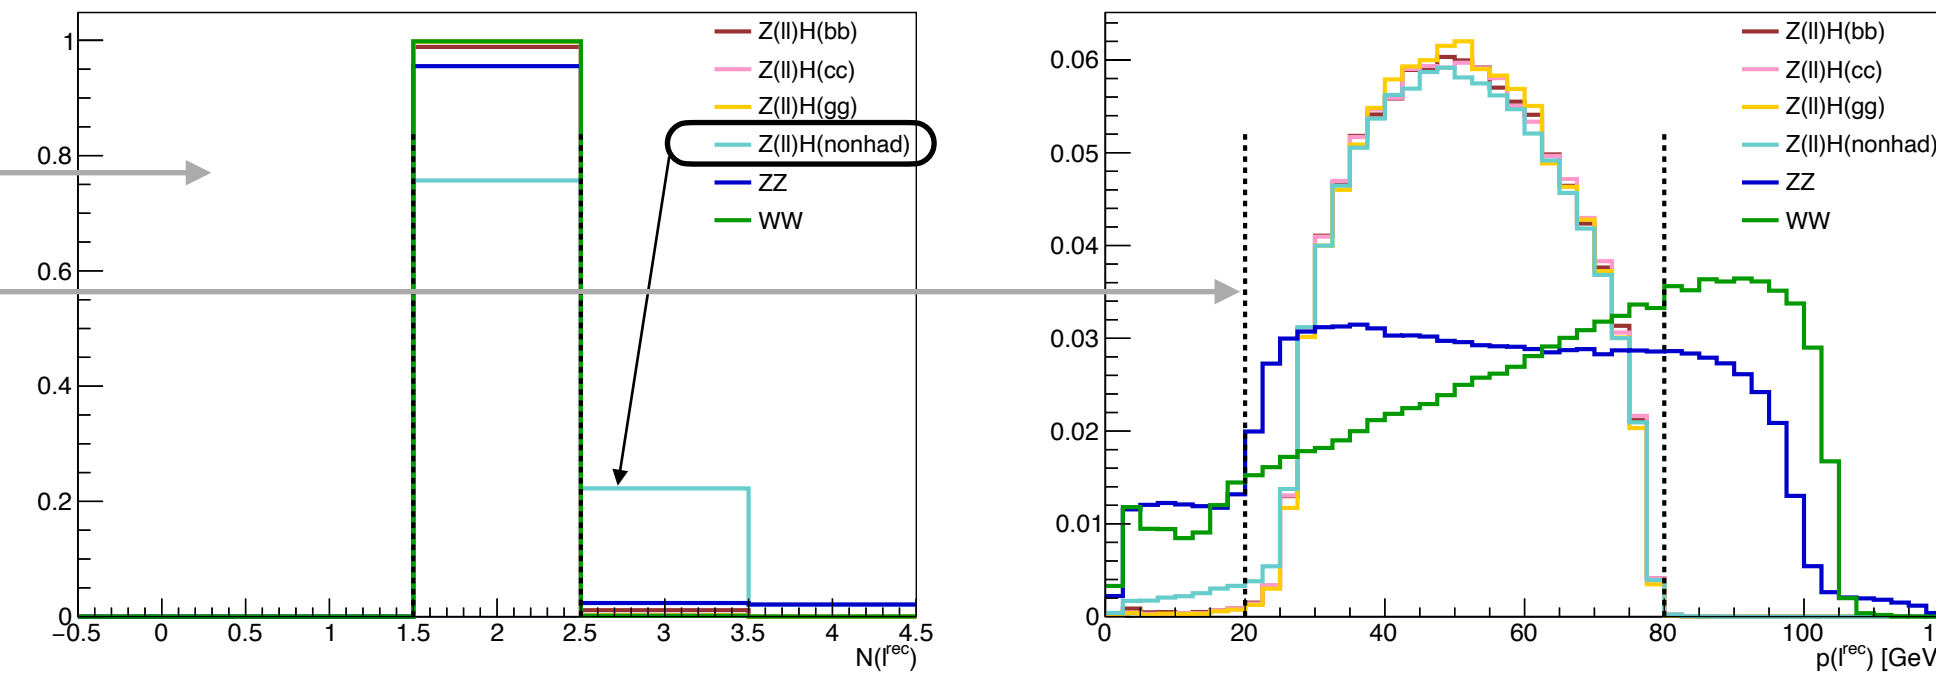 1
0.8
0.6
0.4
0.2
0
−0.5 0 0.5 1 1.5 2 2.5 3 3.5 4 4.5
N(l^rec)
Z(ll)H(bb)
Z(ll)H(cc)
Z(ll)H(gg)
Z(ll)H(nonhad)
ZZ
WW
0.06
0.05
0.04
0.03
0.02
0.01
0
0 20 40 60 80 100 1
p(l^rec) [GeV
Z(ll)H(bb)
Z(ll)H(cc)
Z(ll)H(gg)
Z(ll)H(nonhad)
ZZ
WW